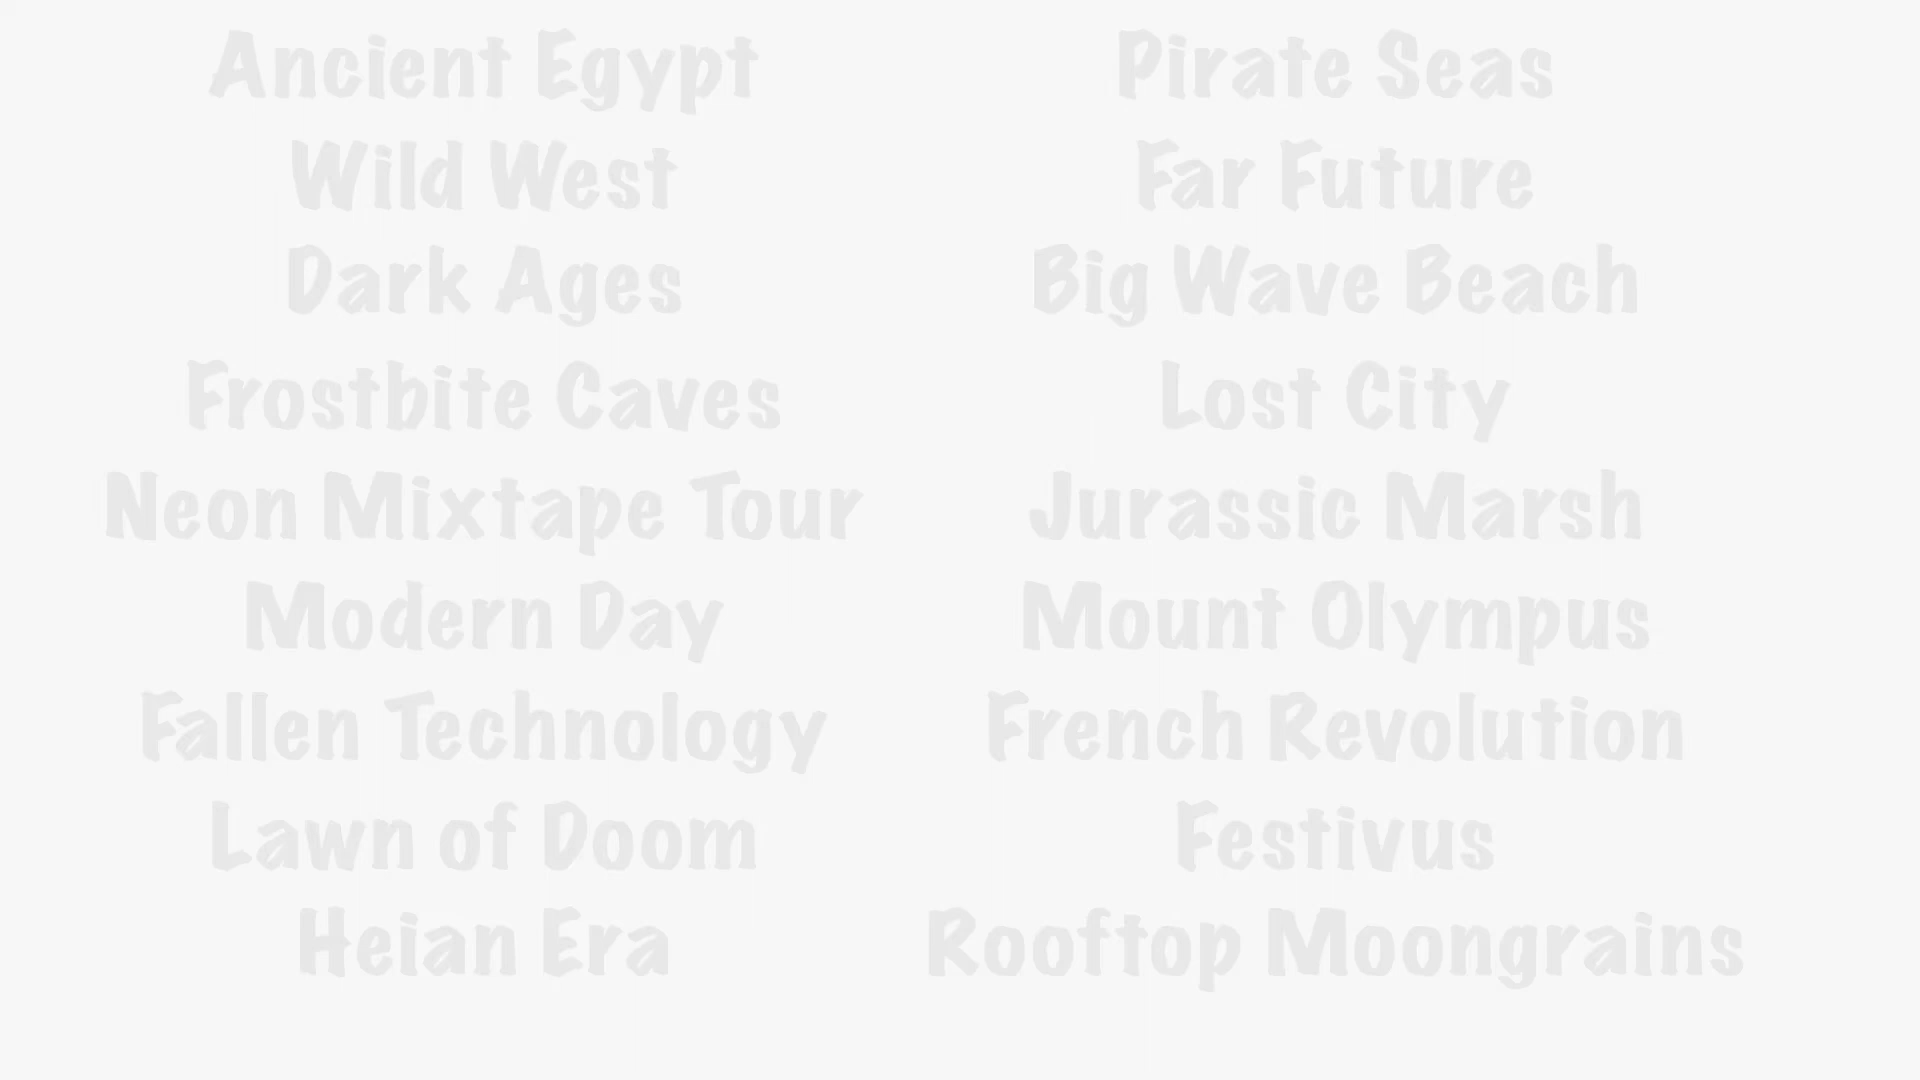 Ancient Egypt
Pirate Seas
Wild West
Far Future
Dark Ages
Big Wave Beach
Frostbite Caves
Lost City
Neon Mixtape Tour
Jurassic Marsh
Modern Day
Mount Olympus
Fallen Technology
French Revolution
Lawn of Doom
Festivus
Heian Era
Rooftop Moongrains